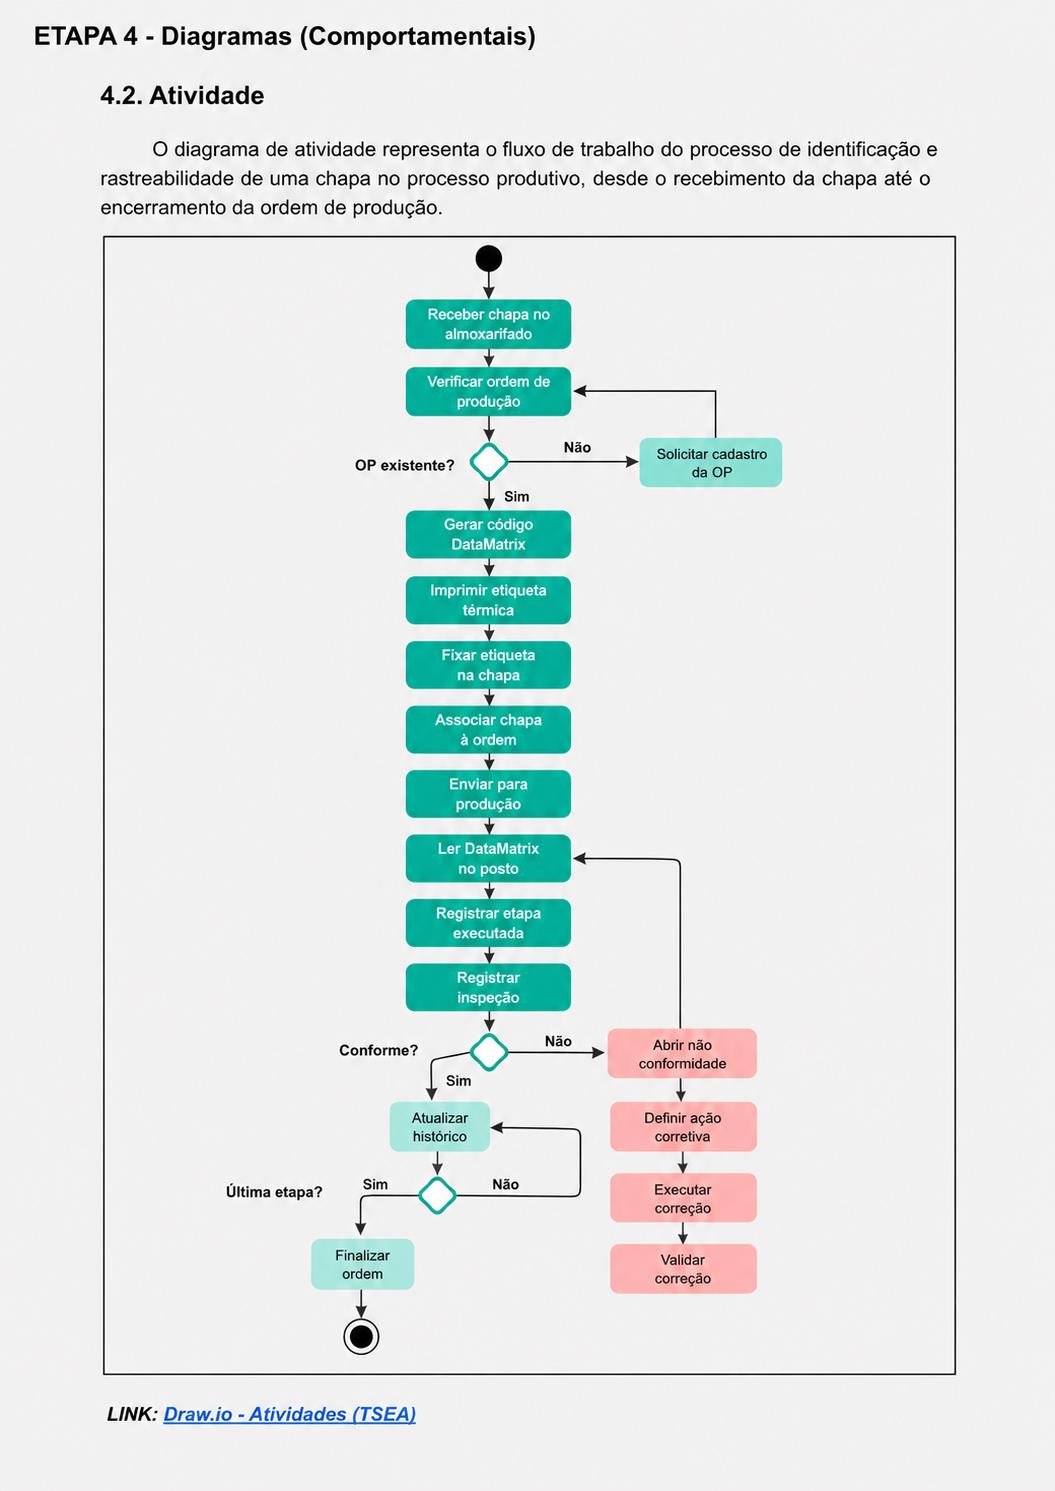 ETAPA 4 - Diagramas (Comportamentais)
4.2. Atividade
O diagrama de atividade representa o fluxo de trabalho do processo de identificação e
rastreabilidade de uma chapa no processo produtivo, desde o recebimento da chapa até o
encerramento da ordem de produção.
Receber chapa no
almoxarifado
Verificar ordem de
produção
OP existente?
Não
Solicitar cadastro
da OP
Sim
Gerar código
DataMatrix
Imprimir etiqueta
térmica
Fixar etiqueta
na chapa
Associar chapa
à ordem
Enviar para
produção
Ler DataMatrix
no posto
Registrar etapa
executada
Registrar
inspeção
Conforme?
Não
Abrir não
conformidade
Sim
Atualizar
histórico
Definir ação
corretiva
Última etapa?
Sim
Não
Executar
correção
Finalizar
ordem
Validar
correção
LINK: Draw.io - Atividades (TSEA)